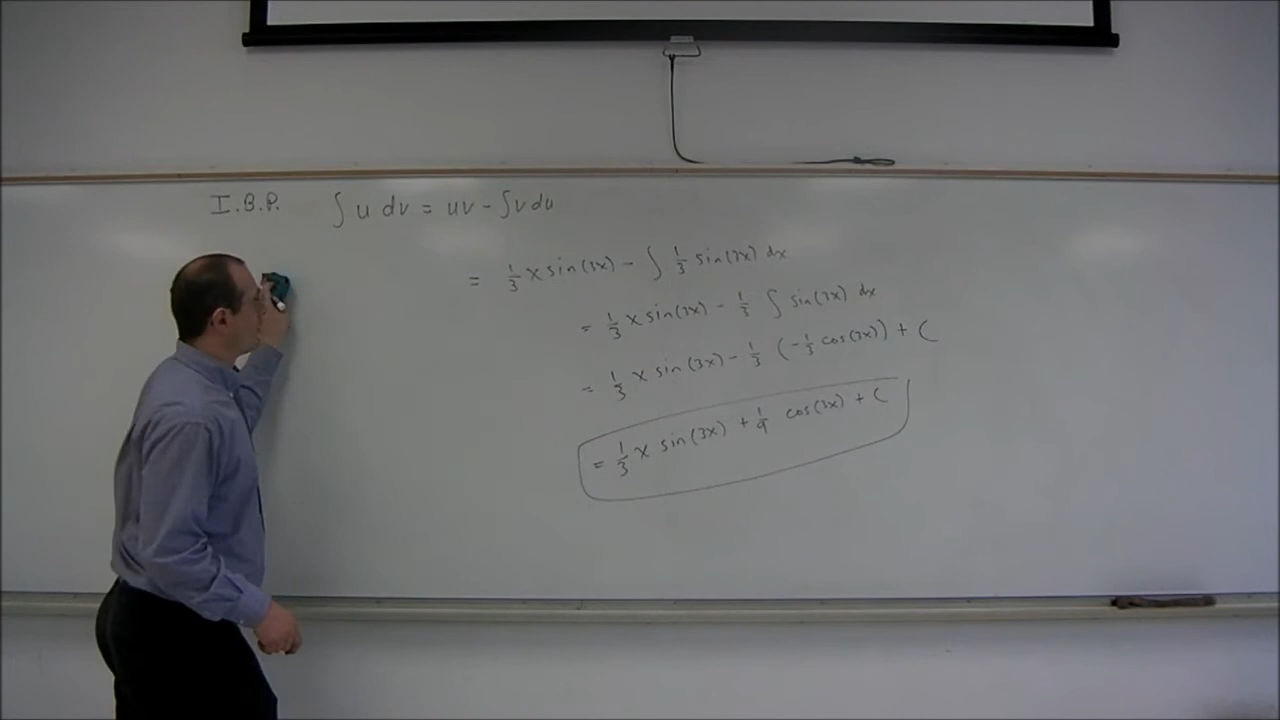 I.B.P. ∫ u dv = uv - ∫ v du
= 1/3 x sin(3x) - ∫ 1/3 sin(3x) dx
= 1/3 x sin(3x) - 1/3 ∫ sin(3x) dx
= 1/3 x sin(3x) - 1/3 (-1/3 cos(3x)) + C
= 1/3 x sin(3x) + 1/9 cos(3x) + C